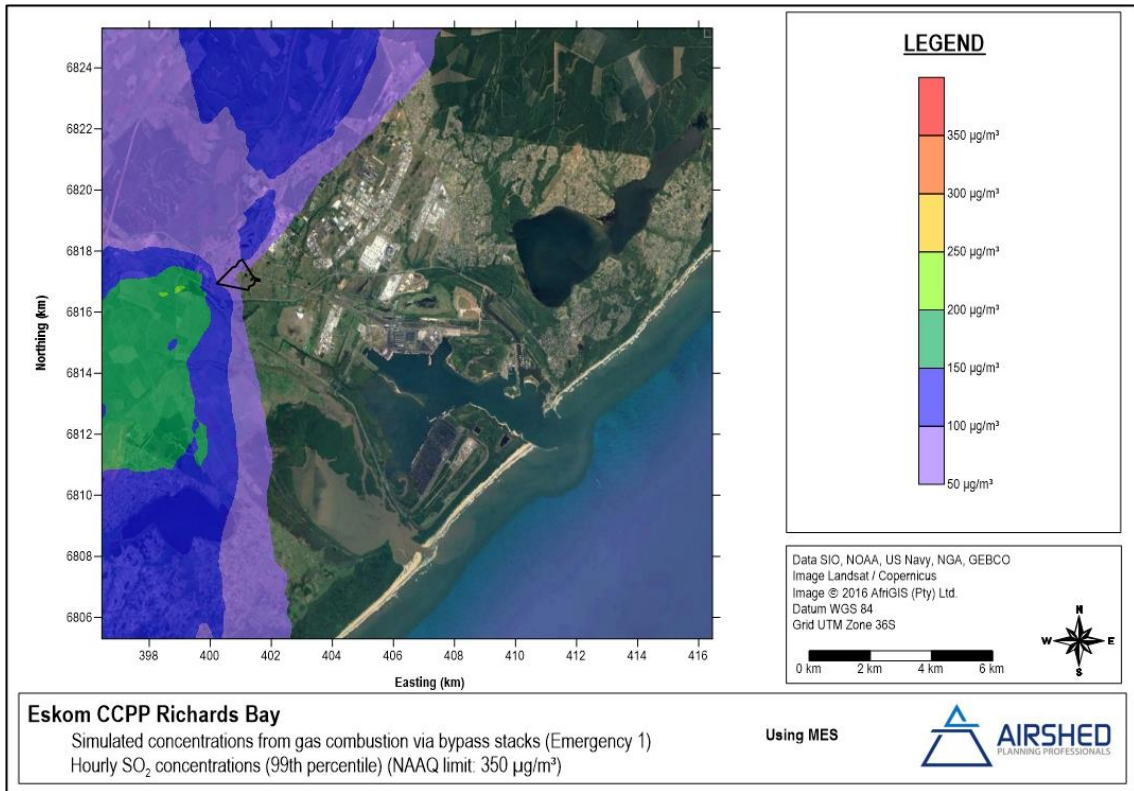 LEGEND
350 µg/m³
300 µg/m³
250 µg/m³
200 µg/m³
150 µg/m³
100 µg/m³
50 µg/m³
6824
6822
6820
6818
6816
6814
6812
6810
6808
6806
Northing (km)
398
400
402
404
406
408
410
412
414
416
Easting (km)
Data SIO, NOAA, US Navy, NGA, GEBCO
Image Landsat / Copernicus
Image © 2016 AfriGIS (Pty) Ltd.
Datum WGS 84
Grid UTM Zone 36S
0 km 2 km 4 km 6 km
N
W E
S
Eskom CCPP Richards Bay
Simulated concentrations from gas combustion via bypass stacks (Emergency 1)
Hourly SO₂ concentrations (99th percentile) (NAAQ limit: 350 µg/m³)
Using MES
AIRSHED
PLANNING PROFESSIONALS